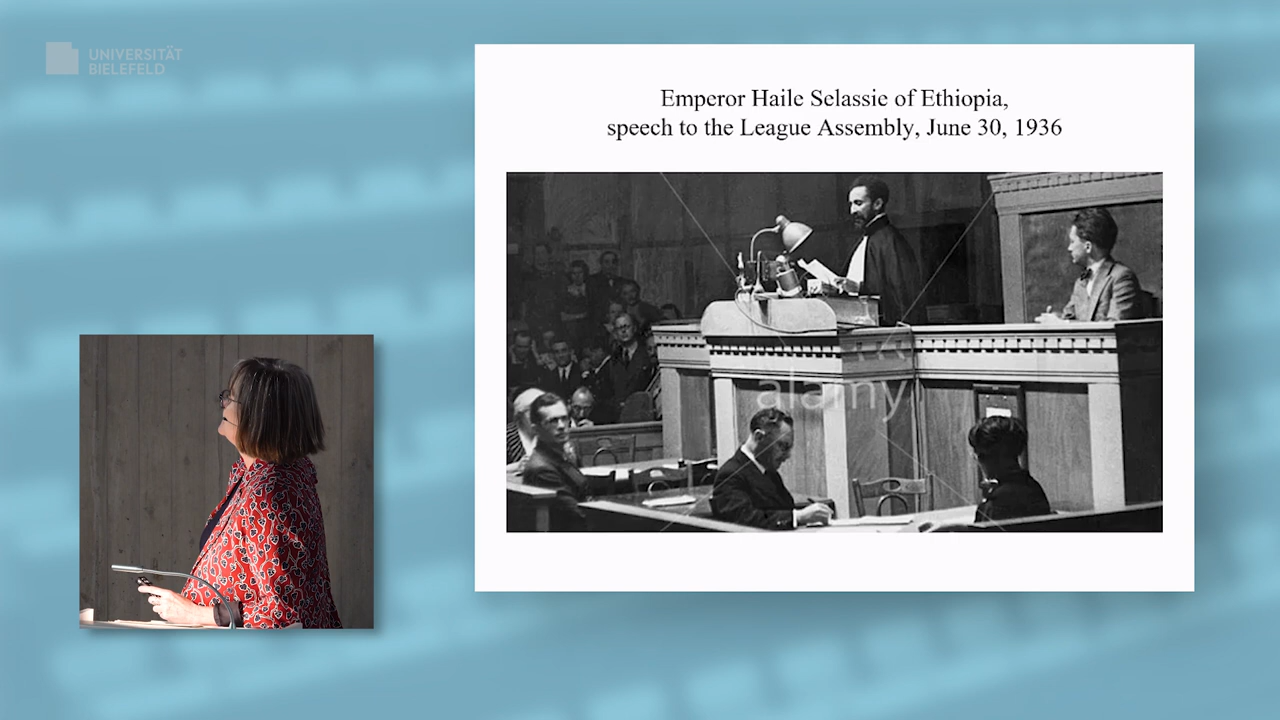 UNIVERSITÄT
BIELEFELD
Emperor Haile Selassie of Ethiopia,
speech to the League Assembly, June 30, 1936
alamy